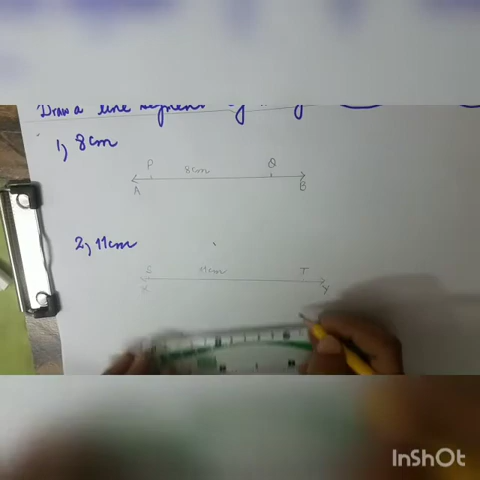 Draw a line segment
1, 8cm
P 8cm Q
A B
2, 11cm
S 11cm T
X Y
InShOt